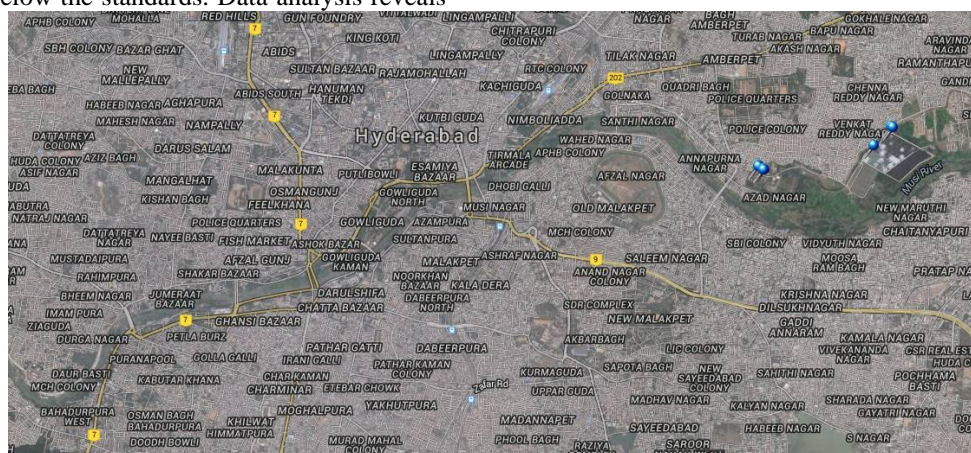 elow the standards. Data analysis reveals
MOHALLA
RED HILLS
GUN FOUNDRY
LINGAMPALLY
CHITRAPURI
COLONY
NAGAR
BAGH
AMBERPET
GOKHALE NAGAR
TURAB NAGAR
BAPU NAGAR
AKASH NAGAR
ARAVIND
NAGAR
RAMANTHAPU
SBH COLONY
BAZAR GHAT
ABIDS
KING KOTI
LINGAMPALLY
TILAK NAGAR
AMBERPET
NEW
MALLEPALLY
SULTAN BAZAAR
RAJAMOHALLAH
RTC COLONY
202
QUADRI BAGH
CHENNA
REDDY NAGAR
ABIDS SOUTH
HANUMAN
TEKDI
KACHIGUDA
GOLNAKA
POLICE QUARTERS
HABEEB NAGAR
AGHAPURA
7
KUTBI GUDA
NIMBOLIADDA
SANTHI NAGAR
MAHESH NAGAR
NAMPALLY
Hyderabad
WAHED NAGAR
POLICE COLONY
VENKAT
REDDY NAGAR
DATTATREYA
COLONY
DARUS SALAM
TIRMALA
ARCADE
APHB COLONY
HUDA COLONY
AZIZ BAGH
ASIF NAGAR
MALAKUNTA
PUTLIBOWLI
ESAMIYA
BAZAAR
ANNAPURNA
NAGAR
MANGALHAT
OSMANGUNJ
FEELKHANA
GOWLIGUDA
NORTH
DHOBI GALLI
AFZAL NAGAR
AZAD NAGAR
Musi River
KISHAN BAGH
MUSI NAGAR
OLD MALAKPET
NEW MARUTHI
NAGAR
NATRAJ NAGAR
POLICE QUARTERS
7
GOWLIGUDA
AZAMPURA
CHAITANYAPURI
DATTATREYA
NAGAR
NAYEE BASTI
FISH MARKET
ASHOK BAZAR
SULTANPURA
MCH COLONY
SBI COLONY
VIDYUTH NAGAR
MUSTADAIPURA
AFZAL GUNJ
GOWLIGUDA
KAMAN
MALAKPET
ASHRAF NAGAR
9
SALEEM NAGAR
MOOSA
RAM BAGH
RAHIMPURA
SHAKAR BAZAAR
NOORKHAN
BAZAAR
KALA DERA
ANAND NAGAR
COLONY
PRATAP N
BHEEM NAGAR
JUMERAAT
BAZAAR
DARULSHIFA
DABEERPURA
NORTH
KRISHNA NAGAR
IMAM PURA
CHATTA BAZAAR
SDR COMPLEX
DILSUKHNAGAR
ZIAGUDA
7
GHANSI BAZAAR
NEW MALAKPET
GADDI
ANNARAM
DURGA NAGAR
PETLA BURZ
AKBARBAGH
KAMALA NAGAR
PURANAPOOL
GOLLA GALLI
PATHAR GATTI
DABEERPURA
LIC COLONY
VIVEKANANDA
NAGAR
CSR REAL EST
IRANI GALLI
HUDA C
DAUR BASTI
PATHAR KAMAN
COLONY
KURMAGUDA
SAPOTA BAGH
NEW
SAYEEDABAD
COLONY
SAHITHI NAGAR
POCHHAMA
BASTI
MCH COLONY
KABUTAR KHANA
CHAR KAMAN
CHARMINAR
ETEBAR CHOWK
Zafar Rd
UPPAR GUDA
MADHAV NAGAR
SHARADA NAGAR
BAHADURPURA
WEST
OSMAN BAGH
BAHADURPURA
KHILWAT
MOGHALPURA
YAKHUTPURA
KALYAN NAGAR
GAYATRI NAGAR
HIMMATPURA
MADANNAPET
SAYEEDABAD
HABEEB NAGAR
7
DOODH BOWLI
MURAD MAHAL
COLONY
PHOOL BAGH
RAZIYA
SAROOR
S NAGAR